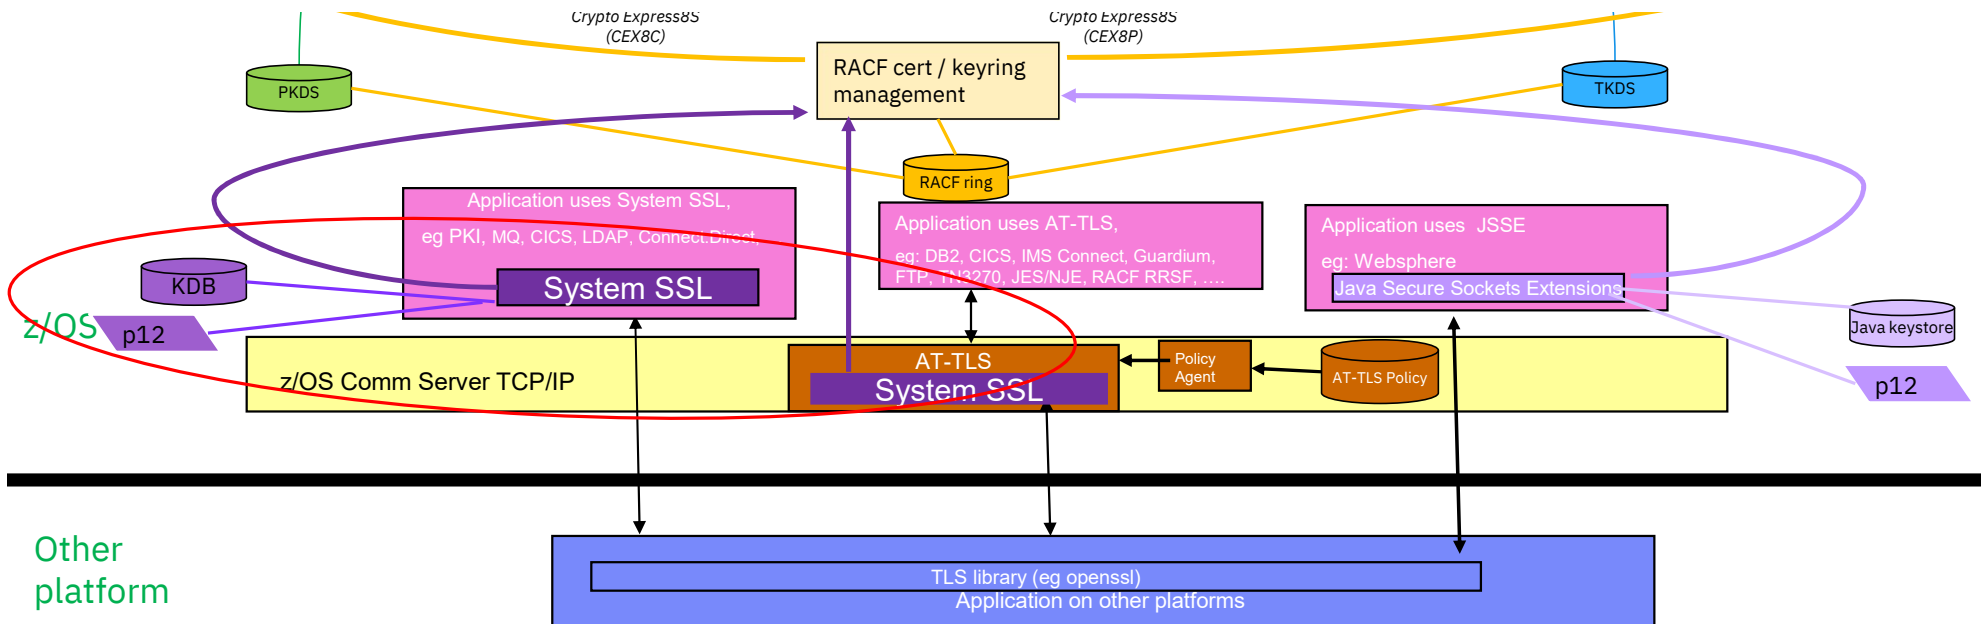 Crypto Express8S
(CEX8C)
Crypto Express8S
(CEX8P)
RACF cert / keyring
management
PKDS
TKDS
RACF ring
Application uses System SSL,
eg PKI, MQ, CICS, LDAP, Connect:Direct,
System SSL
Application uses AT-TLS,
eg: DB2, CICS, IMS Connect, Guardium,
FTP, TN3270, JES/NJE, RACF RRSF, ....
Application uses JSSE
eg: Websphere
Java Secure Sockets Extensions
KDB
z/OS
p12
Java keystore
p12
z/OS Comm Server TCP/IP
AT-TLS
System SSL
Policy
Agent
AT-TLS Policy
Other
platform
TLS library (eg openssl)
Application on other platforms